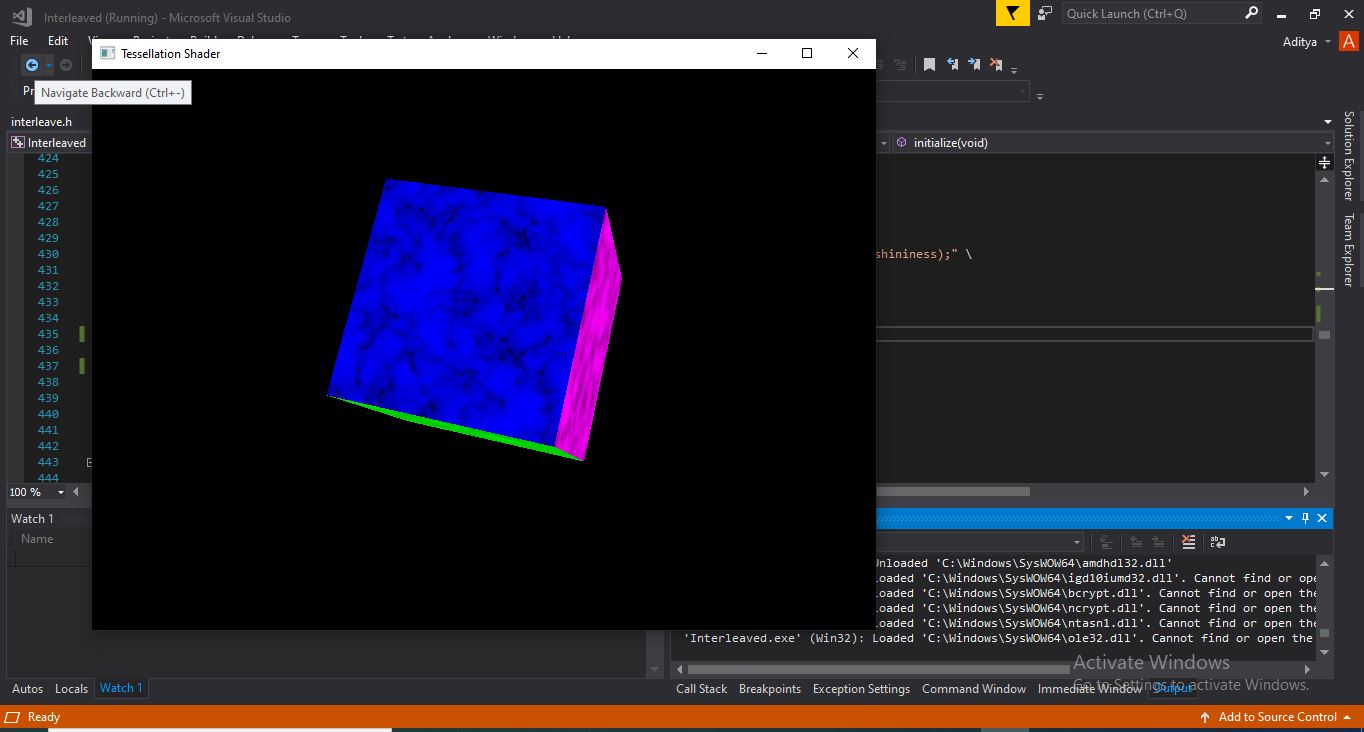 Interleaved (Running) - Microsoft Visual Studio
Quick Launch (Ctrl+Q)
File Edit
Aditya A
Tessellation Shader
Navigate Backward (Ctrl+-)
interleave.h
Interleaved
initialize(void)
Solution Explorer
Team Explorer
424
425
426
427
428
429
430
shininess);" \
431
432
433
434
435
436
437
438
439
440
441
442
443
444
100 %
Watch 1
Name
Unloaded 'C:\Windows\SysWOW64\amdhdl32.dll'
Loaded 'C:\Windows\SysWOW64\igd10iumd32.dll'. Cannot find or ope
Loaded 'C:\Windows\SysWOW64\bcrypt.dll'. Cannot find or open the
Loaded 'C:\Windows\SysWOW64\ncrypt.dll'. Cannot find or open the
Loaded 'C:\Windows\SysWOW64\ntasn1.dll'. Cannot find or open the
'Interleaved.exe' (Win32): Loaded 'C:\Windows\SysWOW64\ole32.dll'. Cannot find or open the
Activate Windows
Go to Settings to activate Windows.
Autos Locals Watch 1
Call Stack Breakpoints Exception Settings Command Window Immediate Window Output
Ready
Add to Source Control